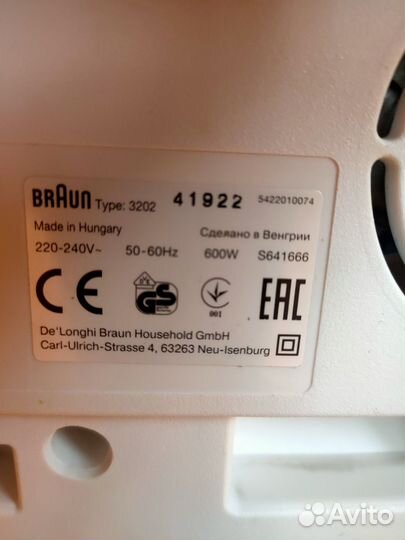 BRAUN Type: 3202 41922 5422010074
Made in Hungary Сделано в Венгрии
220-240V~ 50-60Hz 600W S641666
CE GS 001 EAC
De'Longhi Braun Household GmbH
Carl-Ulrich-Strasse 4, 63263 Neu-Isenburg
Avito